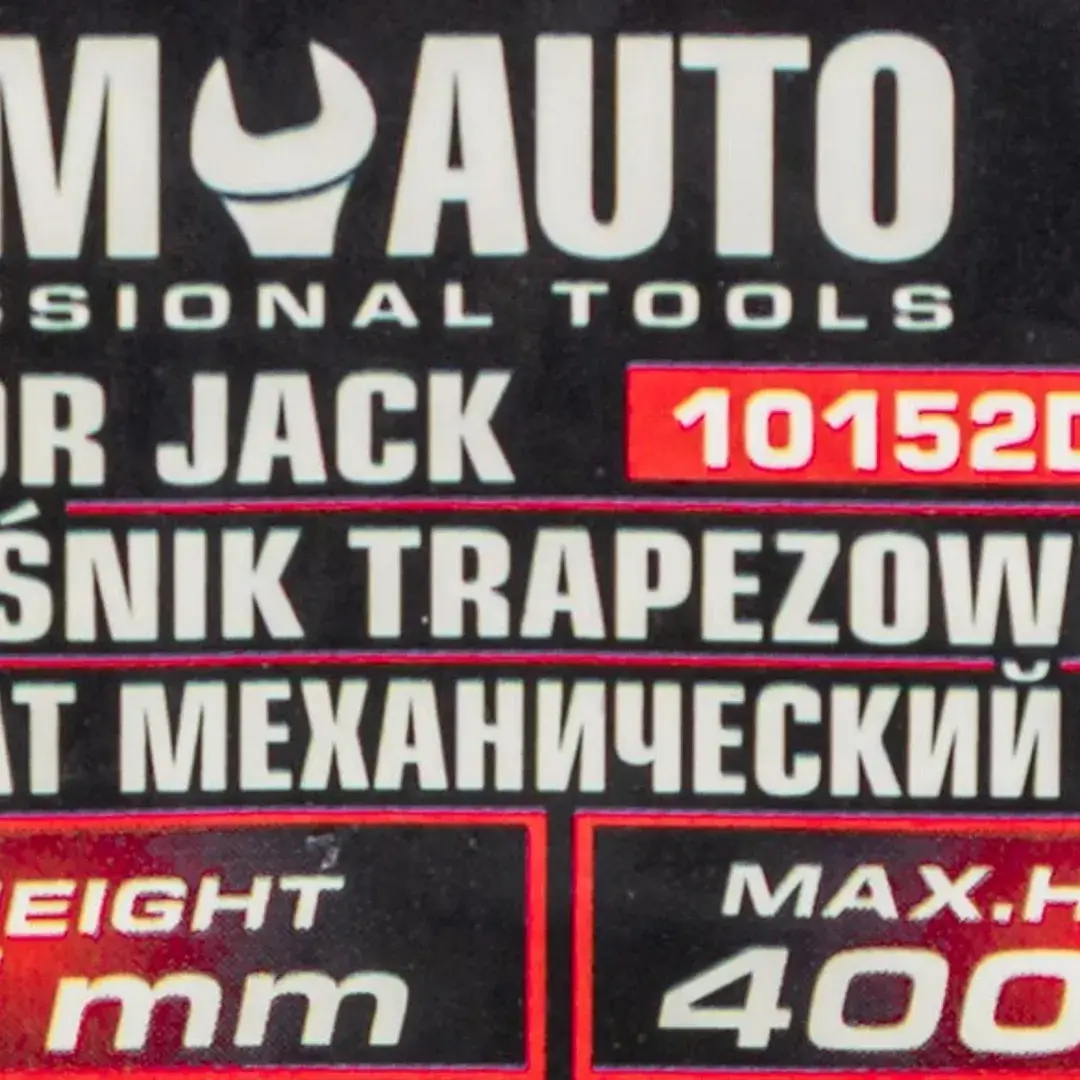 M AUTO
SSIONAL TOOLS
OR JACK 10152D
ŚNIK TRAPEZOW
АТ МЕХАНИЧЕСКИЙ
EIGHT MAX.H
mm 400